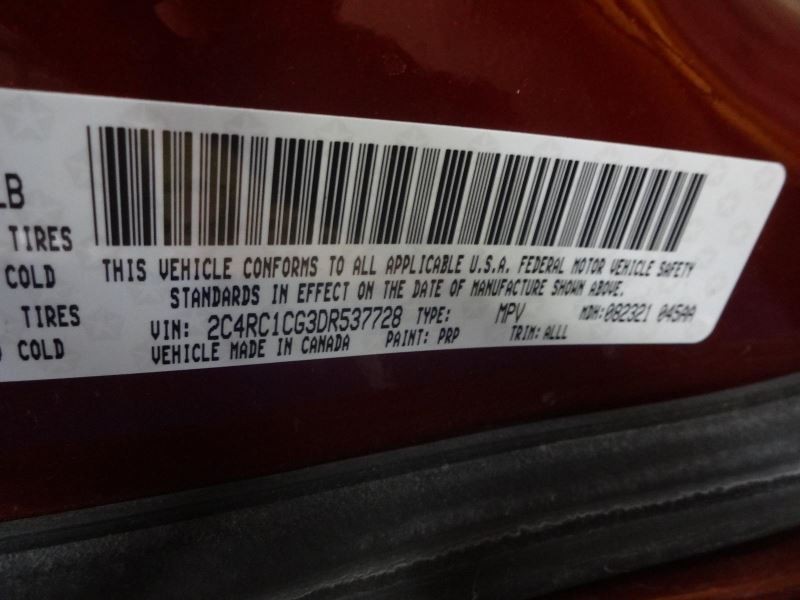 LB
TIRES
COLD
TIRES
COLD
THIS VEHICLE CONFORMS TO ALL APPLICABLE U.S.A. FEDERAL MOTOR VEHICLE SAFETY
STANDARDS IN EFFECT ON THE DATE OF MANUFACTURE SHOWN ABOVE.
VIN: 2C4RC1CG3DR537728 TYPE: MPV MDH: 082321 045AA
VEHICLE MADE IN CANADA PAINT: PRP TRIM: ALLL